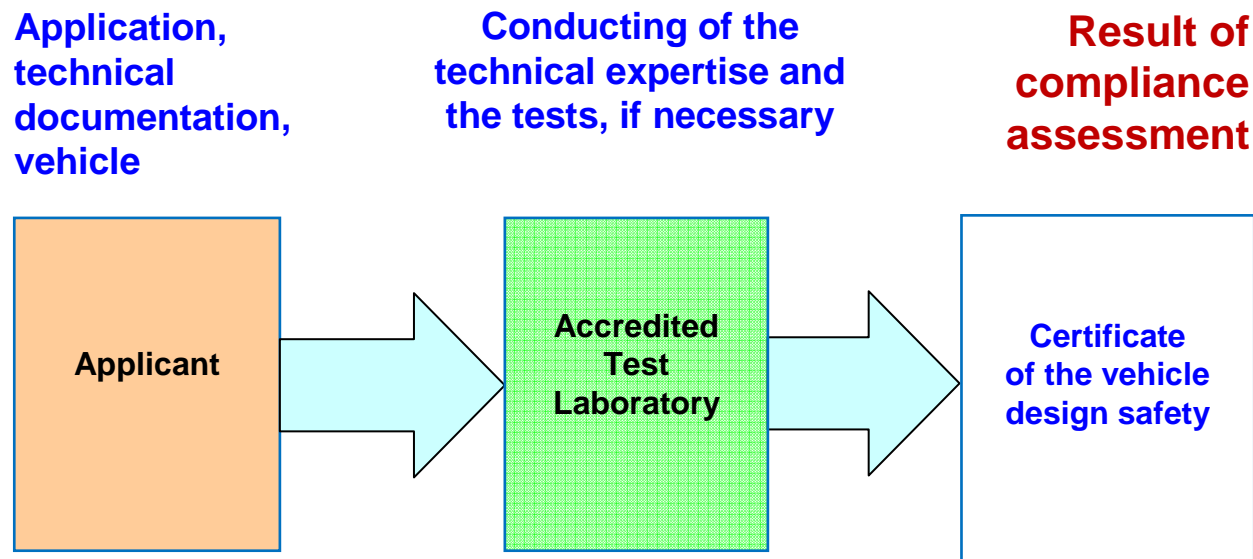 Application,
technical
documentation,
vehicle
Conducting of the
technical expertise and
the tests, if necessary
Result of
compliance
assessment
Applicant
Accredited
Test
Laboratory
Certificate
of the vehicle
design safety